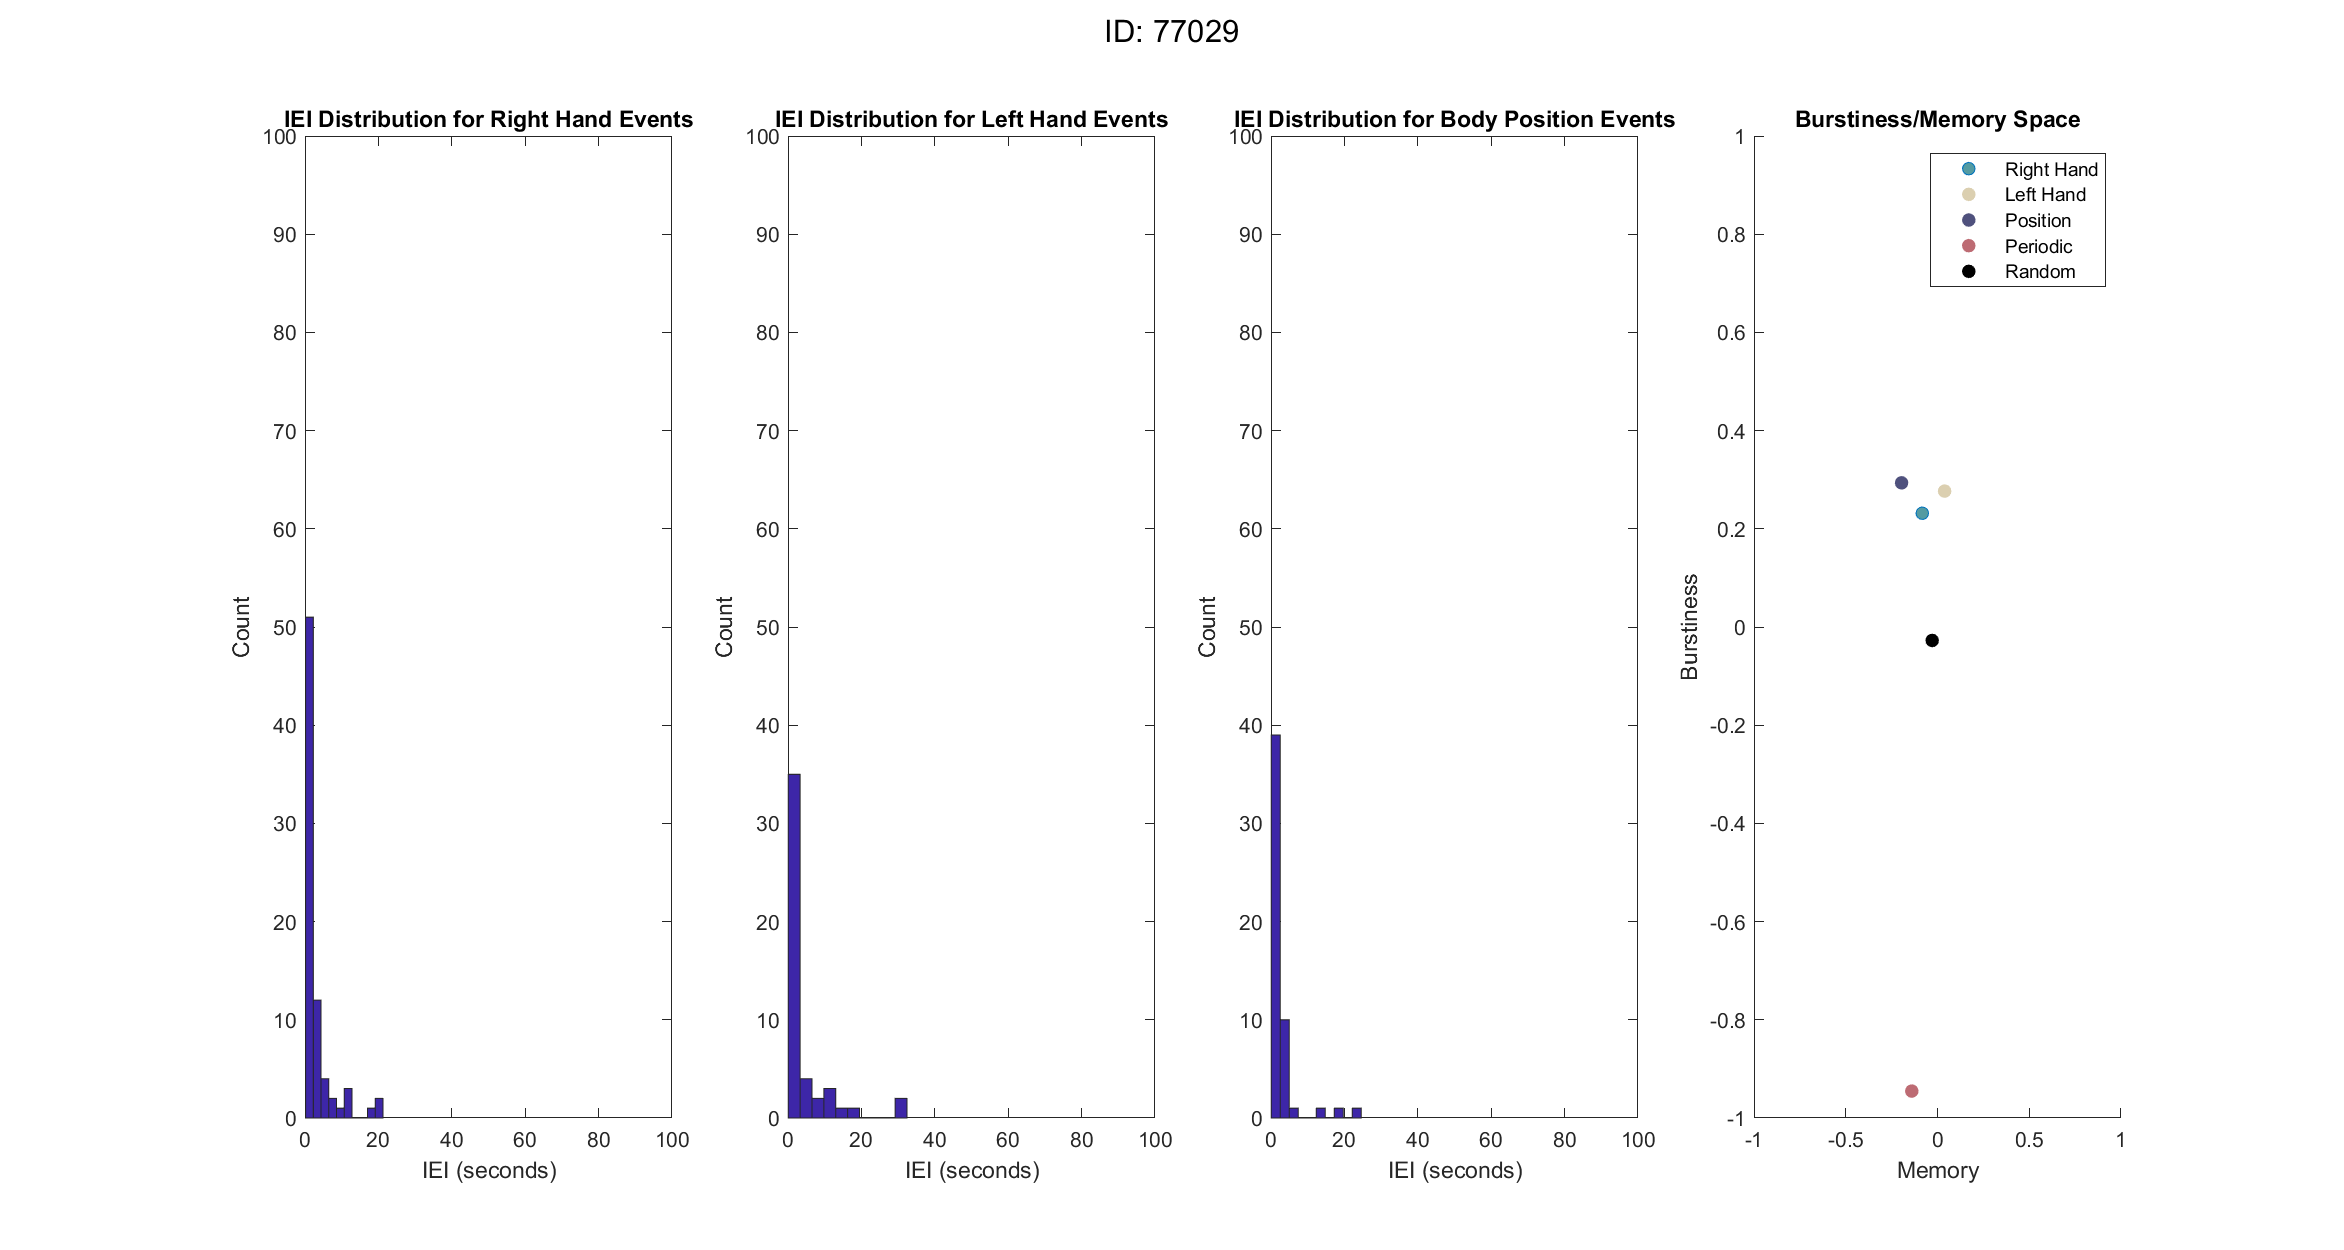 ID: 77029
IEI Distribution for Right Hand Events
100
90
80
70
60
50
40
30
20
10
0
Count
0 20 40 60 80 100
IEI (seconds)
IEI Distribution for Left Hand Events
100
90
80
70
60
50
40
30
20
10
0
Count
0 20 40 60 80 100
IEI (seconds)
IEI Distribution for Body Position Events
100
90
80
70
60
50
40
30
20
10
0
Count
0 20 40 60 80 100
IEI (seconds)
Burstiness/Memory Space
Right Hand
Left Hand
Position
Periodic
Random
1
0.8
0.6
0.4
0.2
0
-0.2
-0.4
-0.6
-0.8
-1
Burstiness
-1 -0.5 0 0.5 1
Memory